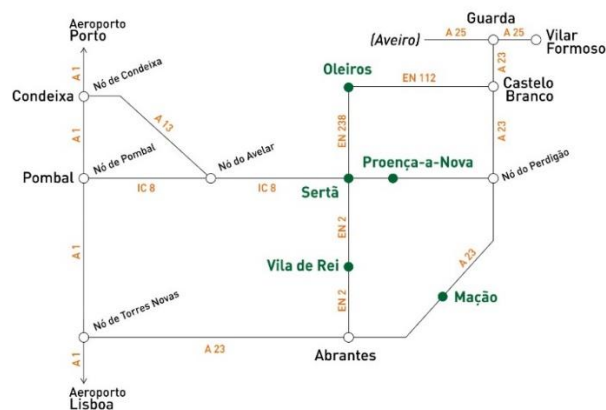 Aeroporto
Porto
A 1
Nó de Condeixa
Condeixa
A 1
A 13
Nó de Pombal
Pombal
IC 8
Nó do Avelar
IC 8
A 1
Nó de Torres Novas
A 23
A 1
Aeroporto
Lisboa
Guarda
(Aveiro)
A 25
A 25
Vilar
Formoso
A 23
Oleiros
EN 112
Castelo
Branco
EN 238
A 23
Proença-a-Nova
Nó do Perdigão
Sertã
EN 2
Vila de Rei
A 23
EN 2
Mação
Abrantes